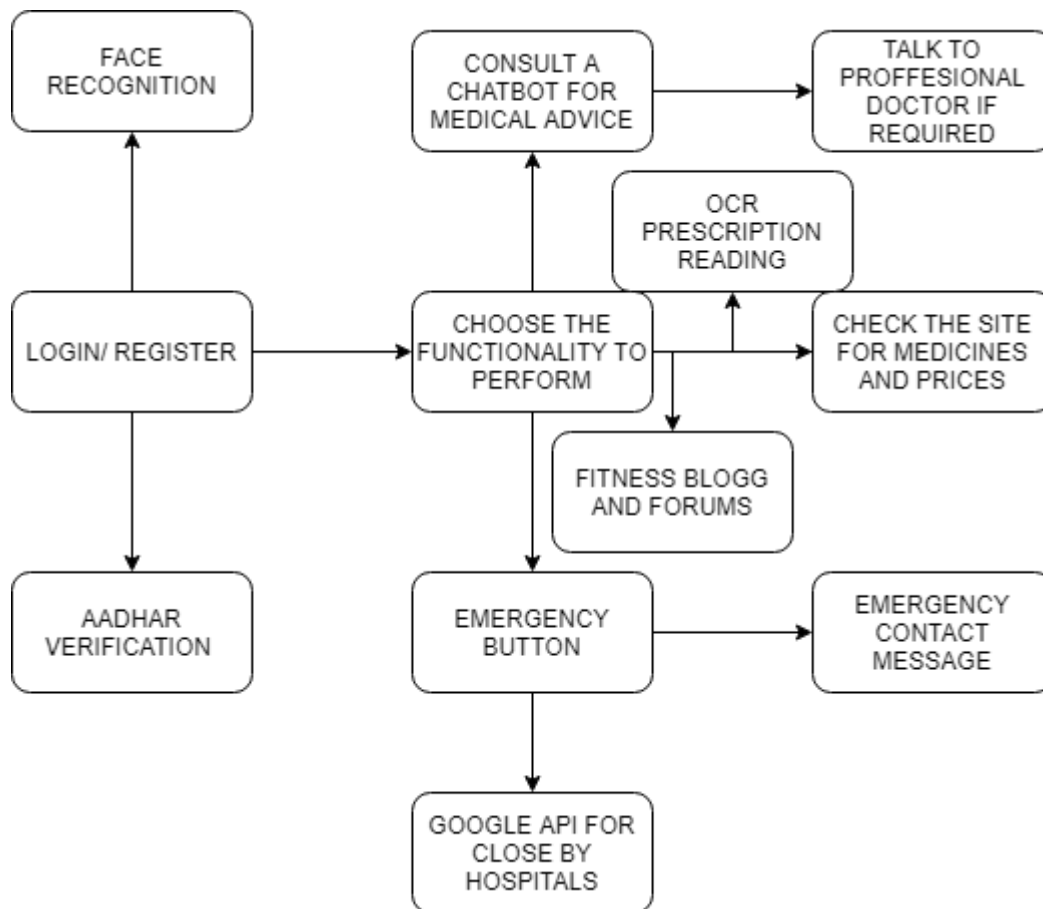 FACE
RECOGNITION
CONSULT A
CHATBOT FOR
MEDICAL ADVICE
TALK TO
PROFFESIONAL
DOCTOR IF
REQUIRED
OCR
PRESCRIPTION
READING
LOGIN/ REGISTER
CHOOSE THE
FUNCTIONALITY TO
PERFORM
CHECK THE SITE
FOR MEDICINES
AND PRICES
FITNESS BLOGG
AND FORUMS
AADHAR
VERIFICATION
EMERGENCY
BUTTON
EMERGENCY
CONTACT
MESSAGE
GOOGLE API FOR
CLOSE BY
HOSPITALS